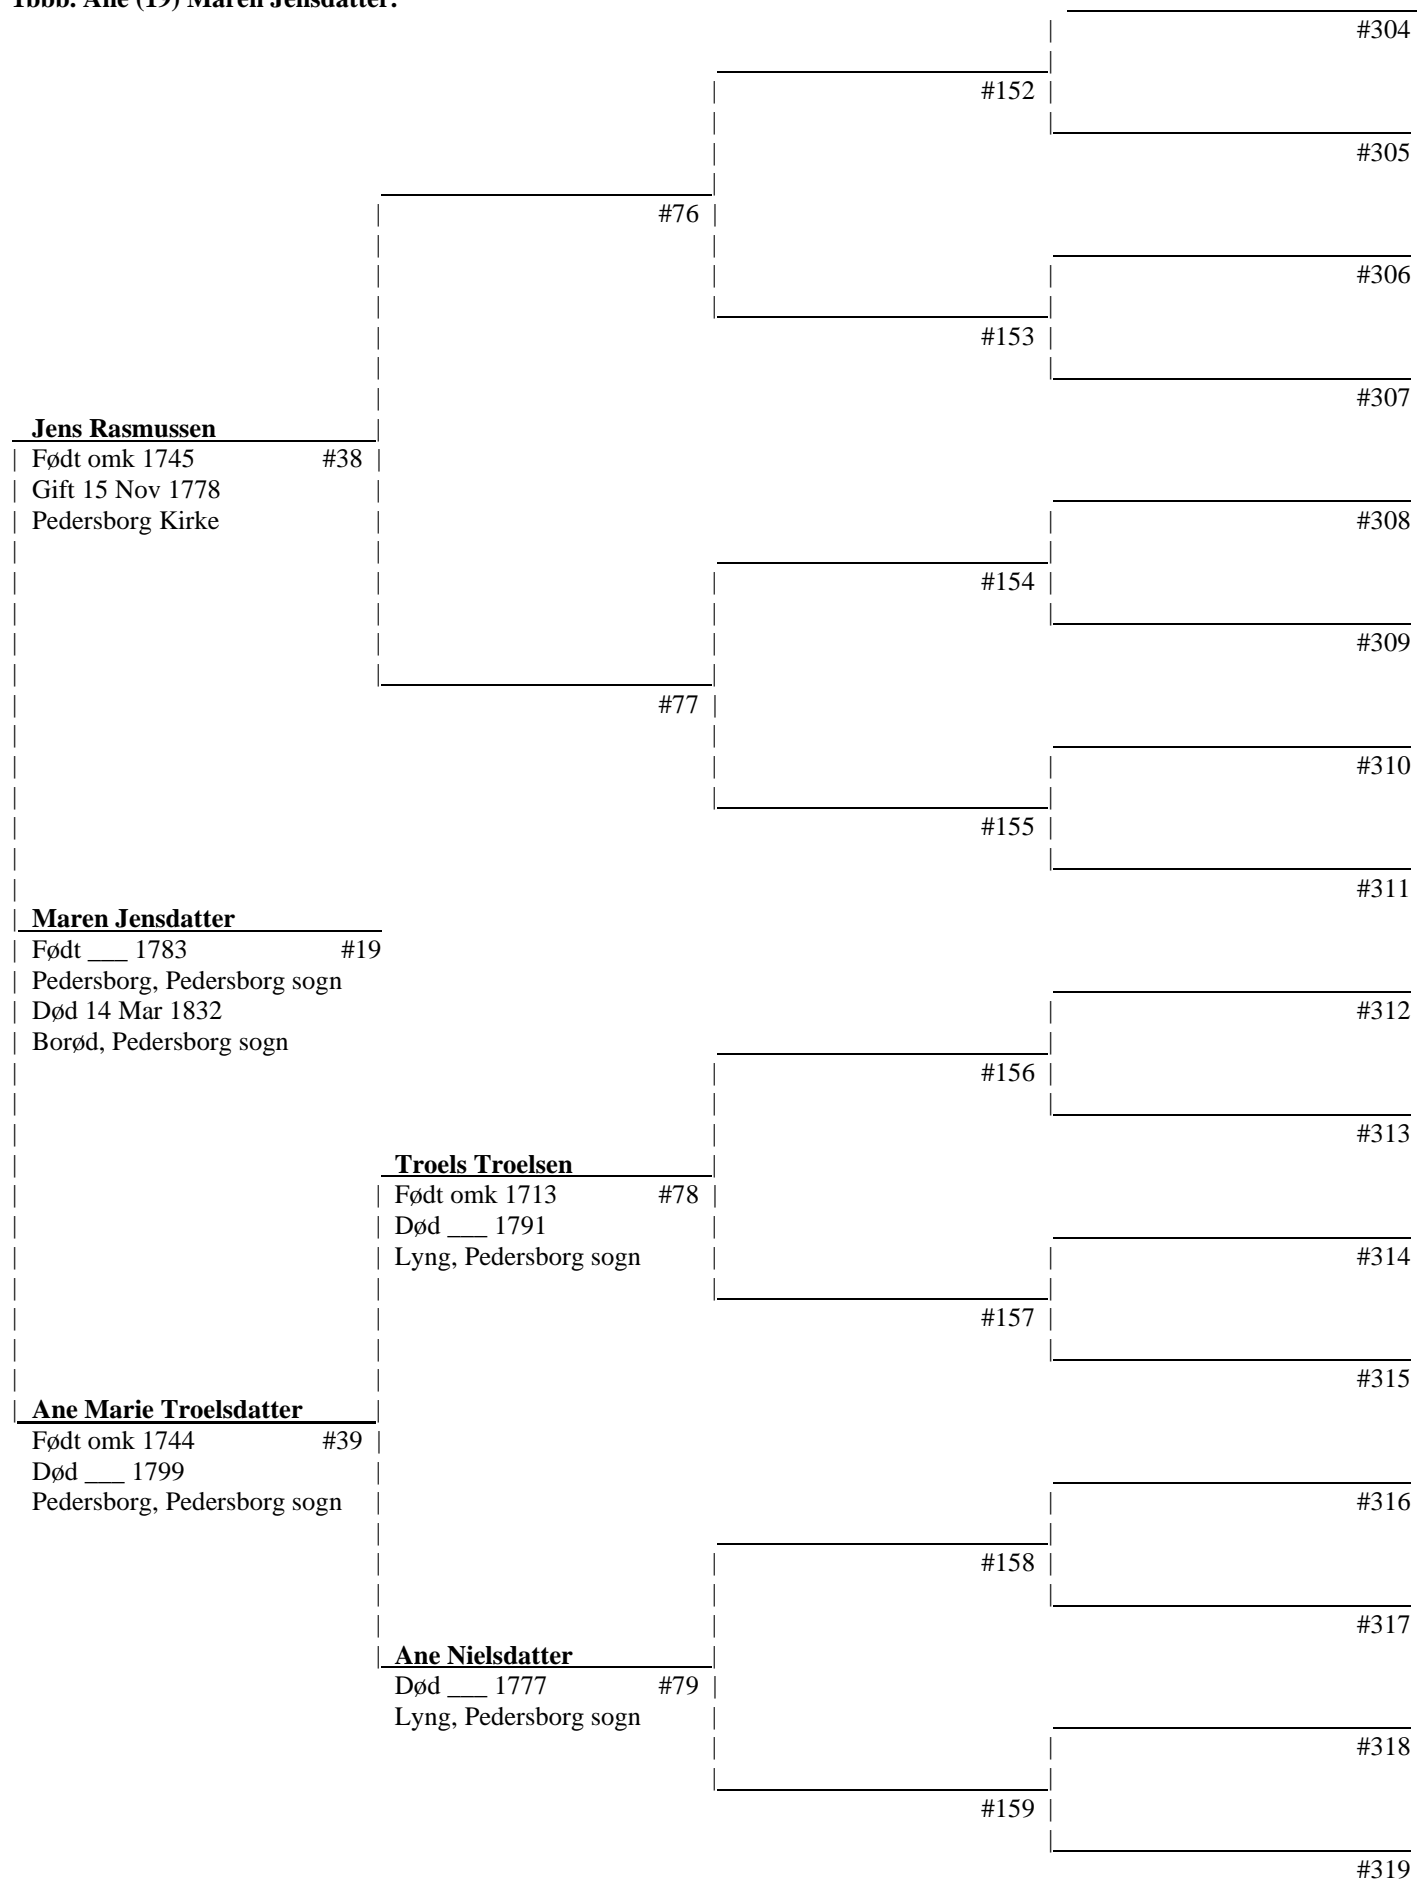 1bbb. Ane (19) Maren Jensdatter.
#304
#152
#305
#76
#306
#153
#307
Jens Rasmussen
Født omk 1745 #38
Gift 15 Nov 1778
Pedersborg Kirke
#308
#154
#309
#77
#310
#155
#311
Maren Jensdatter
Født ___ 1783 #19
Pedersborg, Pedersborg sogn
Død 14 Mar 1832
Borød, Pedersborg sogn
#312
#156
#313
Troels Troelsen
Født omk 1713 #78
Død ___ 1791
Lyng, Pedersborg sogn
#314
#157
#315
Ane Marie Troelsdatter
Født omk 1744 #39
Død ___ 1799
Pedersborg, Pedersborg sogn
#316
#158
#317
Ane Nielsdatter
Død ___ 1777 #79
Lyng, Pedersborg sogn
#318
#159
#319